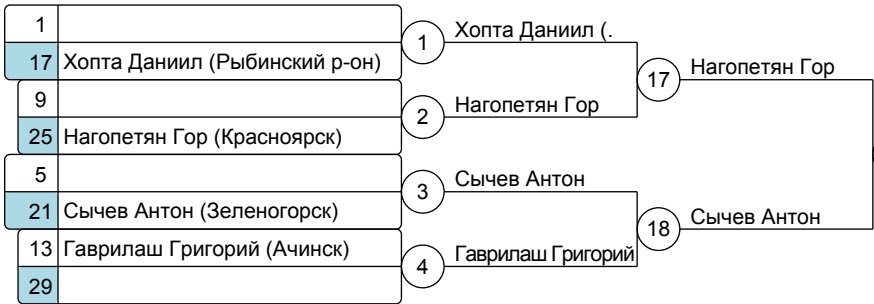 1
17 Хопта Даниил (Рыбинский р-он)
9
25 Нагопетян Гор (Красноярск)
5
21 Сычев Антон (Зеленогорск)
13 Гаврилаш Григорий (Ачинск)
29
1 Хопта Даниил (.
2 Нагопетян Гор
3 Сычев Антон
4 Гаврилаш Григорий
17 Нагопетян Гор
18 Сычев Антон